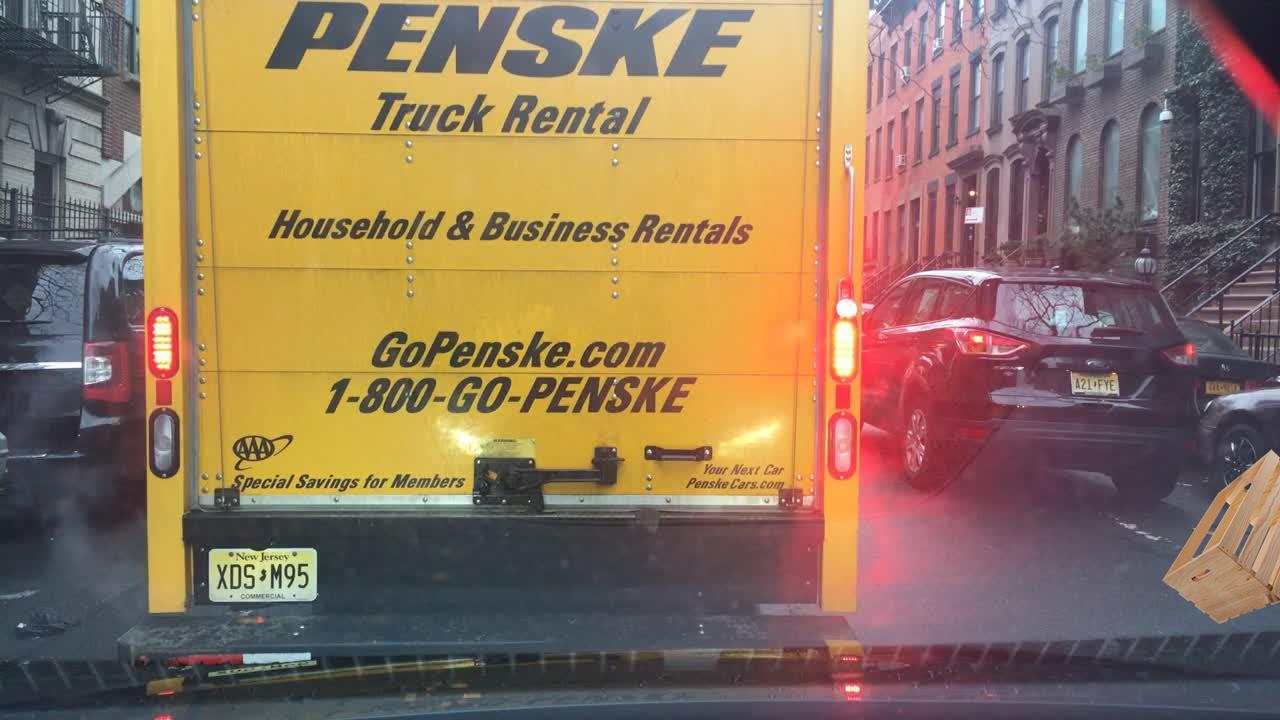 PENSKE
Truck Rental
Household & Business Rentals
GoPenske.com
1-800-GO-PENSKE
AAA
Special Savings for Members
WARNING
Your Next Car
PenskeCars.com
New Jersey
XDS M95
COMMERCIAL
A21 FYE